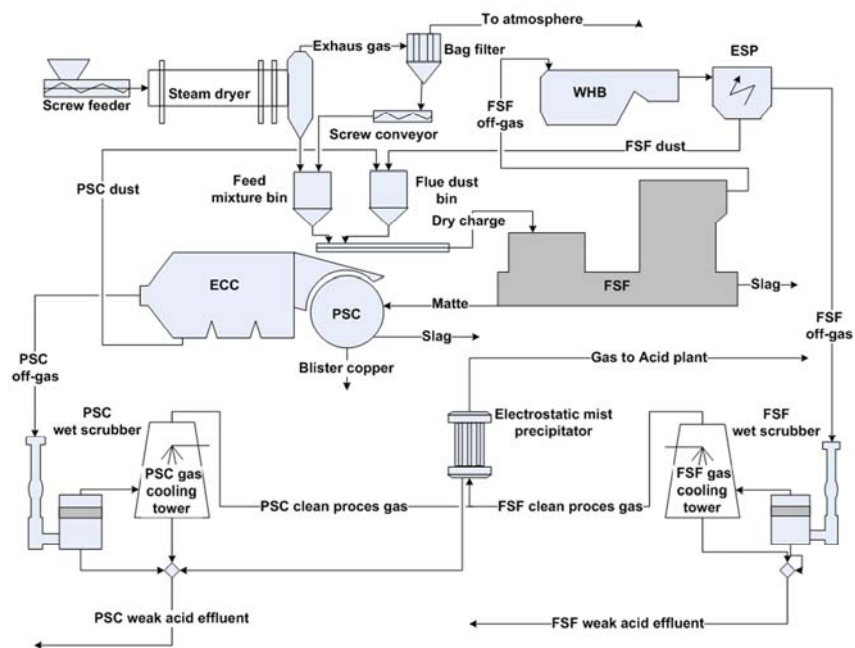 To atmosphere
Exhaus gas
Bag filter
ESP
WHB
Screw feeder
Steam dryer
FSF
off-gas
Screw conveyor
FSF dust
PSC dust
Feed
mixture bin
Flue dust
bin
Dry charge
ECC
FSF
Slag
PSC
Matte
Slag
FSF
off-gas
PSC
off-gas
Blister copper
Gas to Acid plant
PSC
wet scrubber
Electrostatic mist
precipitator
FSF
wet scrubber
PSC gas
cooling
tower
FSF gas
cooling
tower
PSC clean proces gas
FSF clean proces gas
PSC weak acid effluent
FSF weak acid effluent